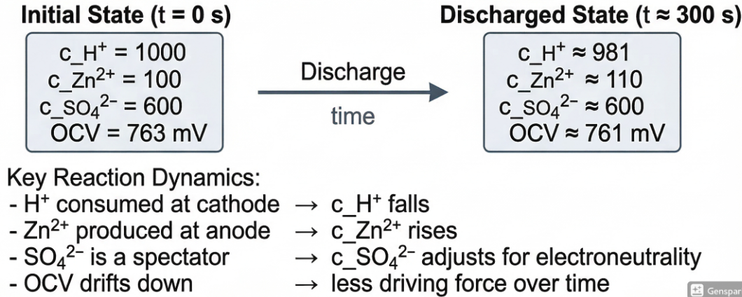 Initial State (t = 0 s)
c_H⁺ = 1000
c_Zn²⁺ = 100
c_SO₄²⁻ = 600
OCV = 763 mV
Discharge
time
Discharged State (t ≈ 300 s)
c_H⁺ ≈ 981
c_Zn²⁺ ≈ 110
c_SO₄²⁻ ≈ 600
OCV ≈ 761 mV
Key Reaction Dynamics:
- H⁺ consumed at cathode → c_H⁺ falls
- Zn²⁺ produced at anode → c_Zn²⁺ rises
- SO₄²⁻ is a spectator → c_SO₄²⁻ adjusts for electroneutrality
- OCV drifts down → less driving force over time
Genspar